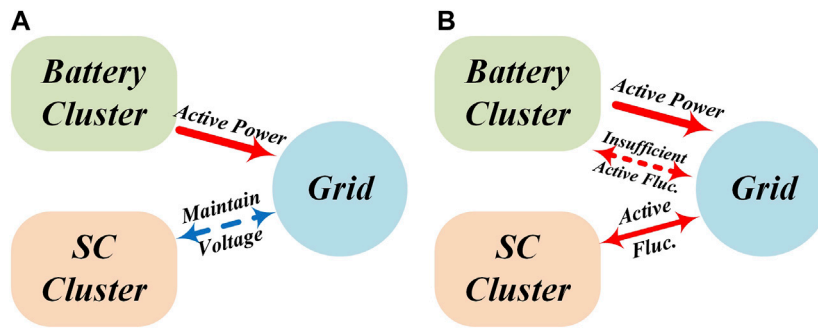 A
Battery
Cluster
Active Power
Grid
Maintain
Voltage
SC
Cluster
B
Battery
Cluster
Active Power
Insufficient
Active Fluc.
Grid
Active
Fluc.
SC
Cluster